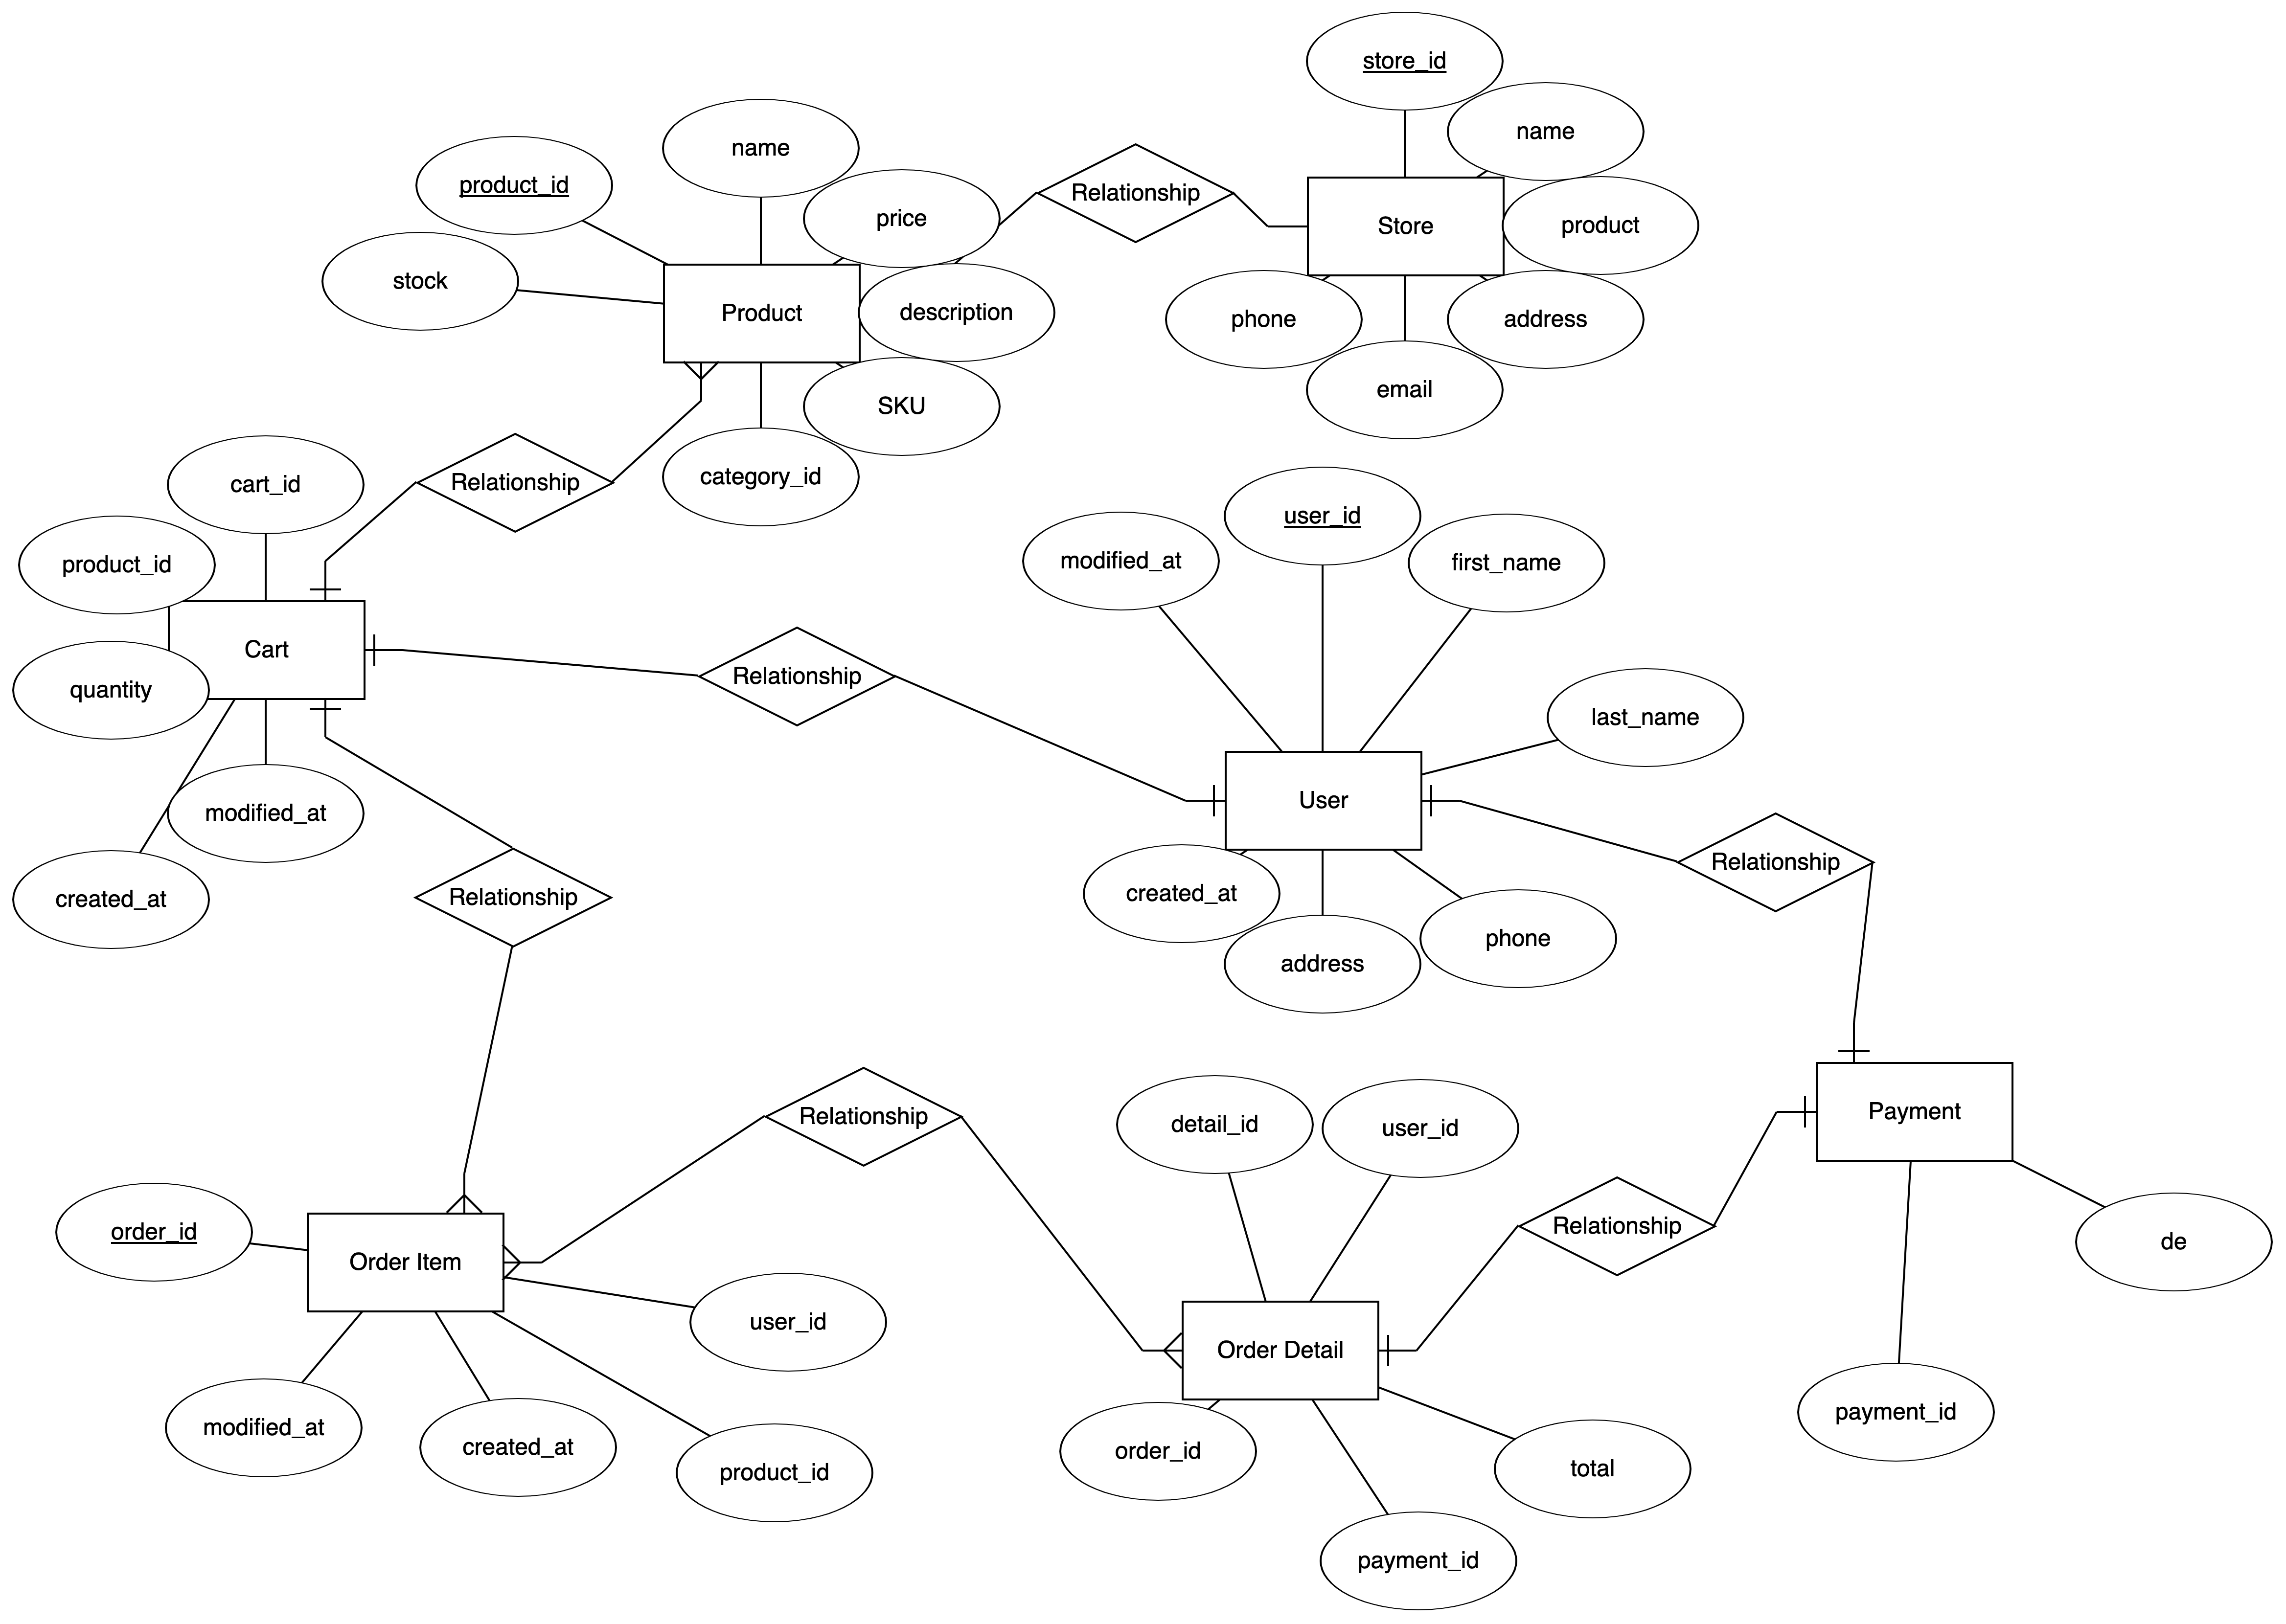 store_id
name
name
product_id
Relationship
price
Store
product
stock
Product
description
phone
address
email
SKU
category_id
Relationship
cart_id
user_id
modified_at
first_name
product_id
Cart
Relationship
quantity
last_name
User
modified_at
Relationship
created_at
Relationship
created_at
phone
address
Relationship
detail_id
user_id
Payment
order_id
Order Item
Relationship
de
user_id
Order Detail
modified_at
created_at
order_id
product_id
total
payment_id
payment_id